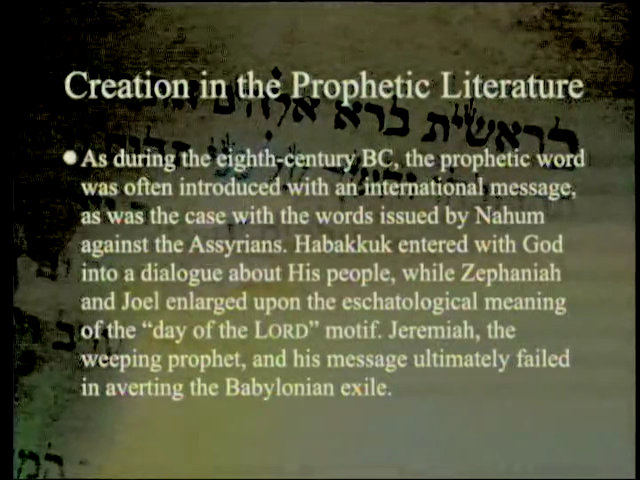 Creation in the Prophetic Literature
בראשית ברא אלהים
As during the eighth-century BC, the prophetic word
was often introduced with an international message,
as was the case with the words issued by Nahum
against the Assyrians. Habakkuk entered with God
into a dialogue about His people, while Zephaniah
and Joel enlarged upon the eschatological meaning
of the “day of the LORD” motif. Jeremiah, the
weeping prophet, and his message ultimately failed
in averting the Babylonian exile.